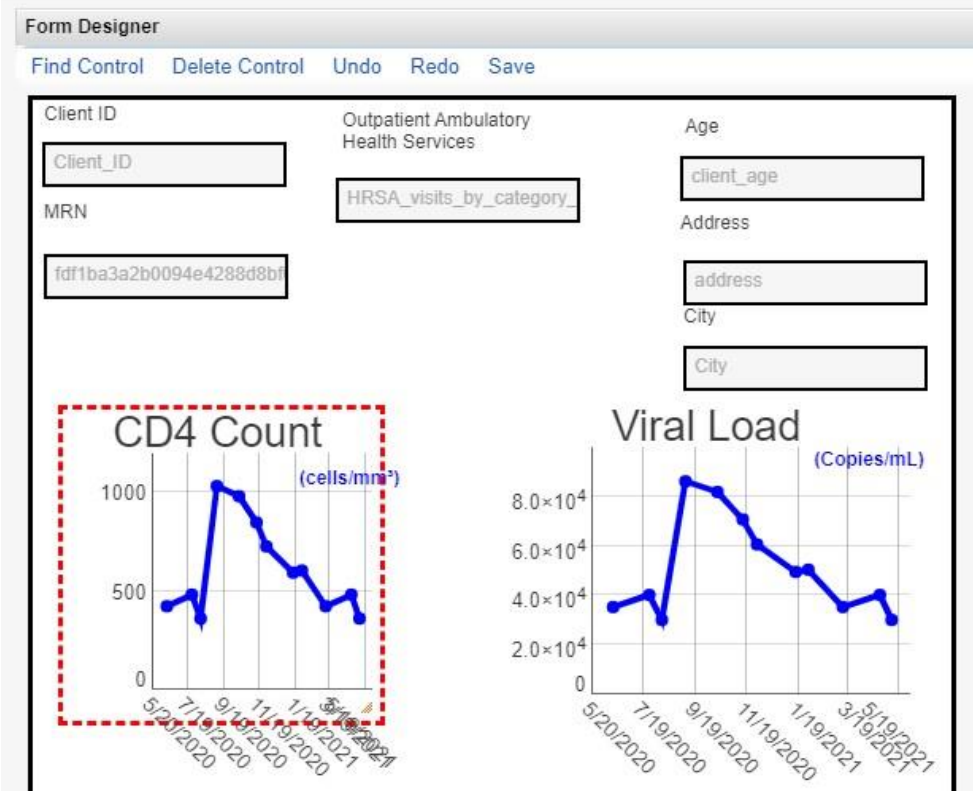 Form Designer
Find Control Delete Control Undo Redo Save
Client ID
Client_ID
MRN
fdf1ba3a2b0094e4288d8bf
Outpatient Ambulatory
Health Services
HRSA_visits_by_category_
Age
client_age
Address
address
City
City
CD4 Count
(cells/mm³)
1000
500
0
5/20/2020
7/19/2020
9/19/2020
11/19/2020
1/19/2021
Viral Load
(Copies/mL)
8.0×10⁴
6.0×10⁴
4.0×10⁴
2.0×10⁴
0
5/20/2020
7/19/2020
9/19/2020
11/19/2020
1/19/2021
3/19/2021
5/19/2021